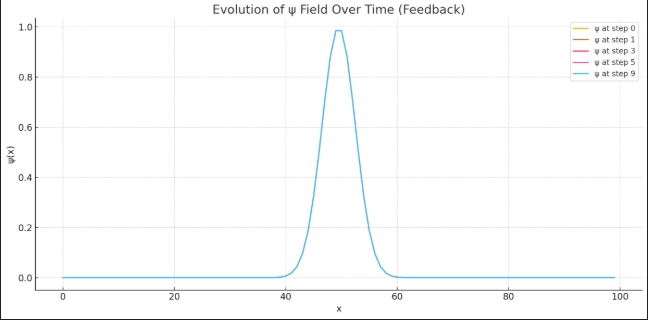 Evolution of ψ Field Over Time (Feedback)
ψ at step 0
ψ at step 1
ψ at step 3
ψ at step 5
ψ at step 9
1.0
0.8
0.6
0.4
0.2
0.0
ψ(x)
0 20 40 60 80 100
x